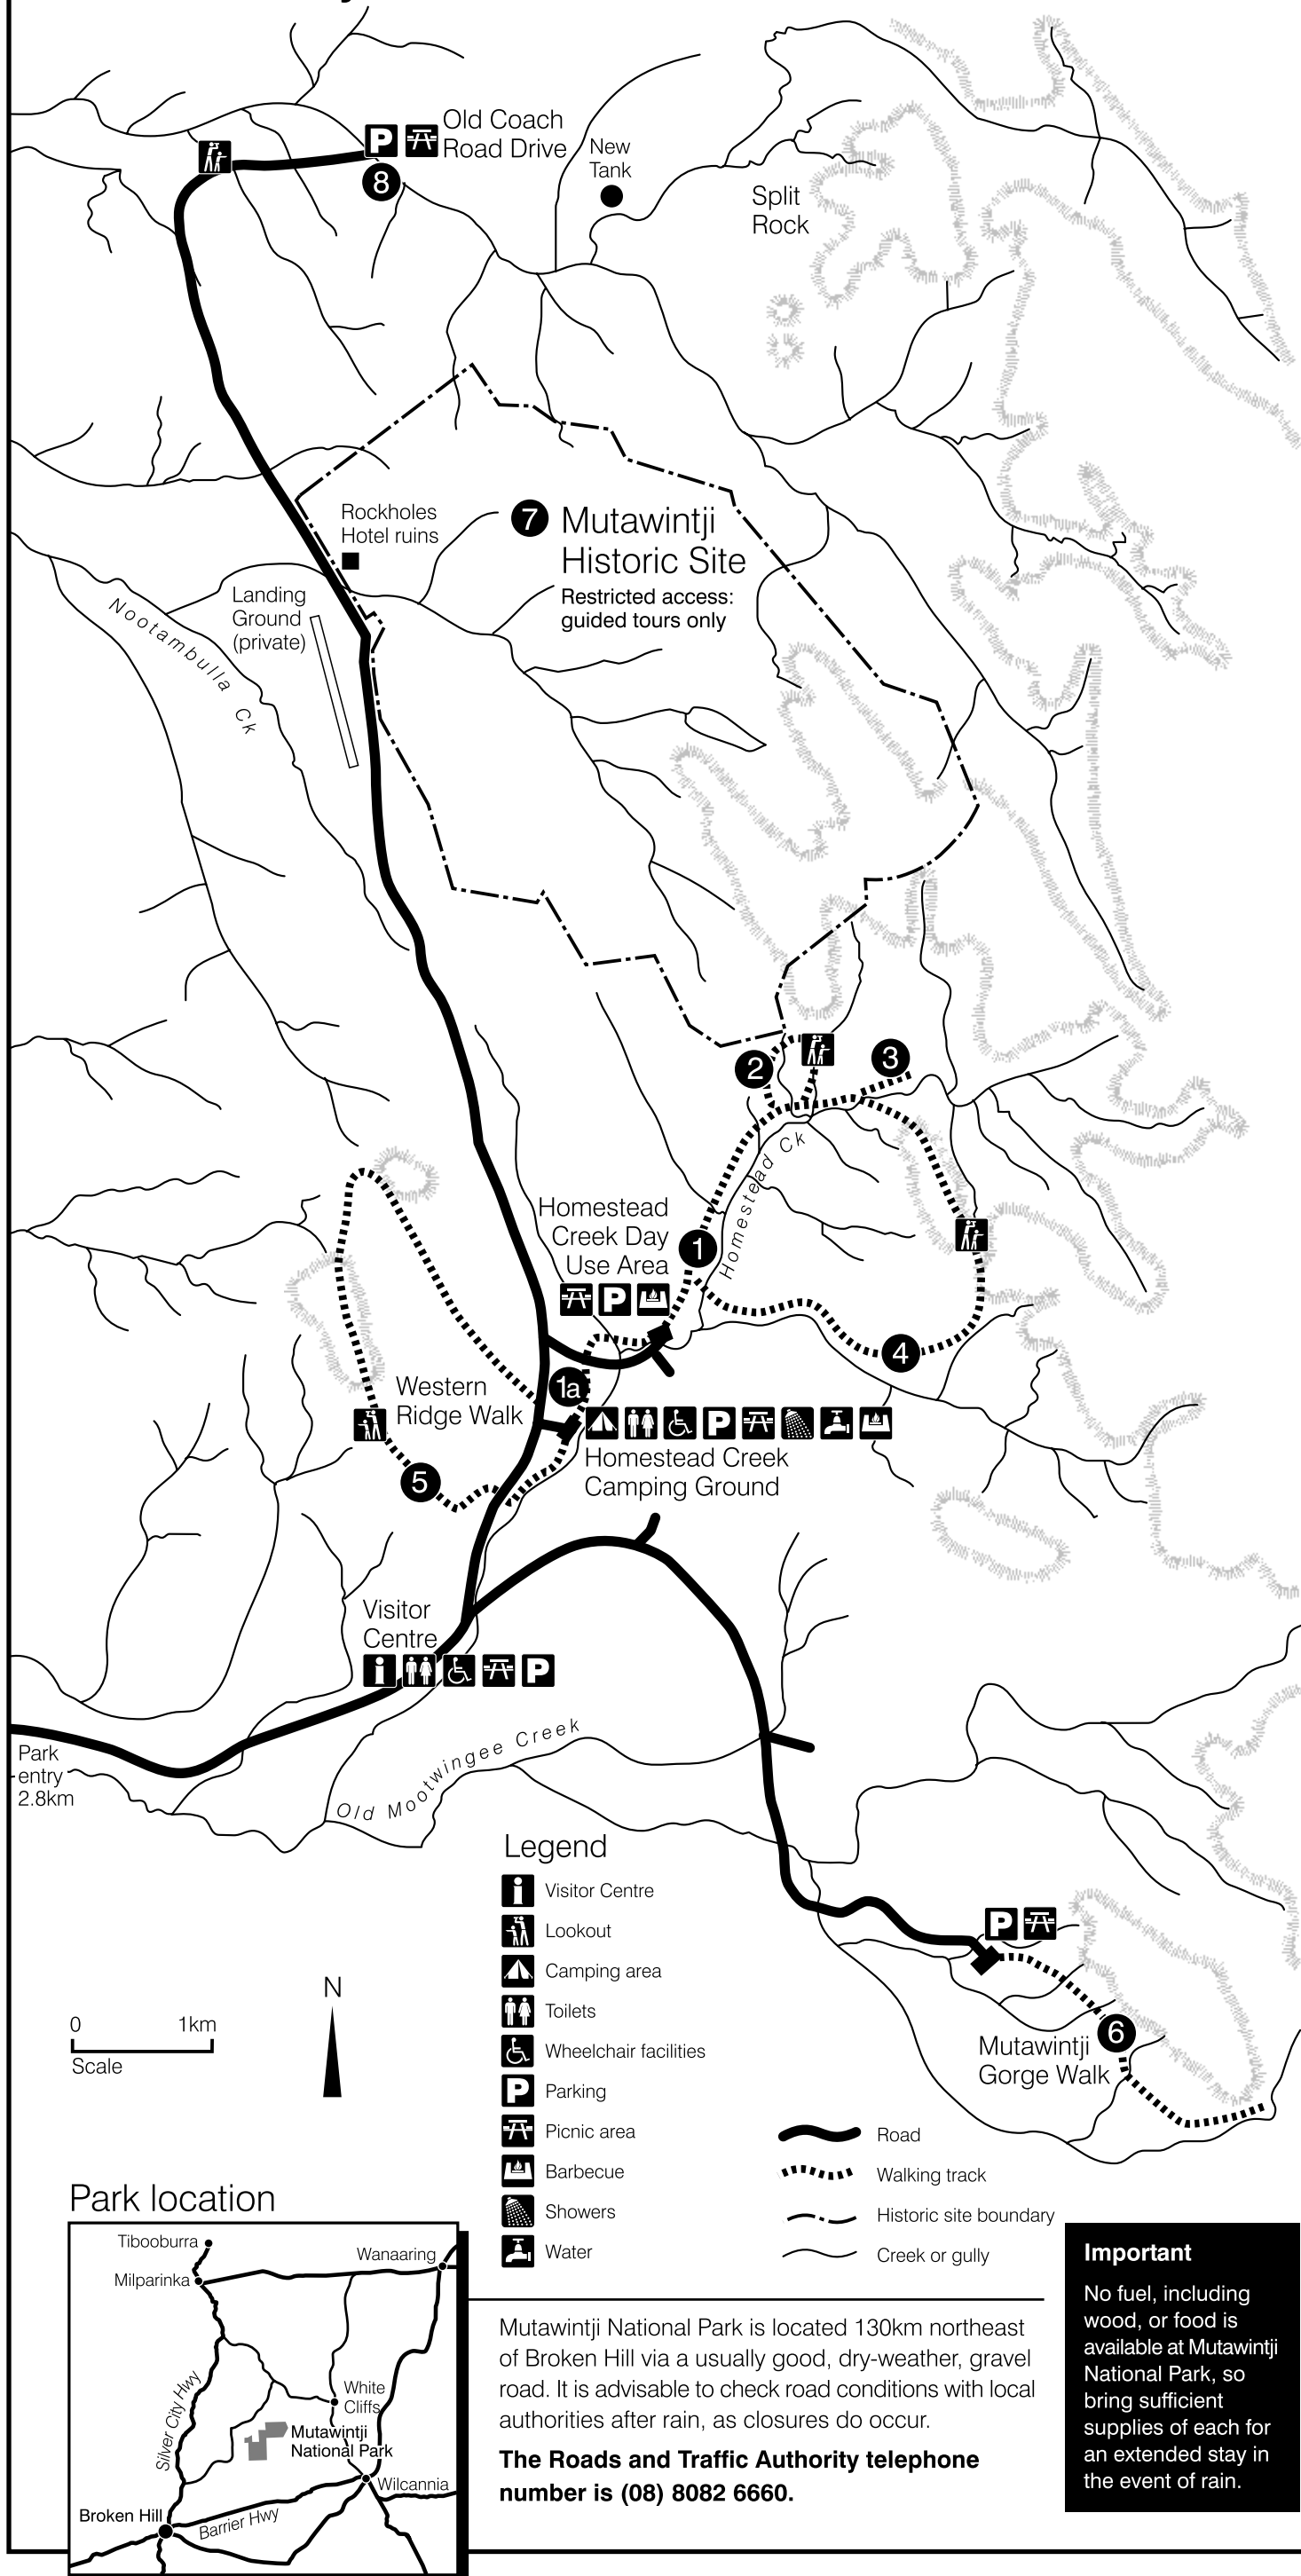 Old Coach
Road Drive
8
New
Tank
Split
Rock
Rockholes
Hotel ruins
7
Mutawintji
Historic Site
Restricted access:
guided tours only
Landing
Ground
(private)
Nootambulla Ck
2
3
Homestead Ck
Homestead
Creek Day
Use Area
1
4
1a
Western
Ridge Walk
5
Homestead Creek
Camping Ground
Visitor
Centre
Park
entry
2.8km
Old Mootwingee Creek
6
Mutawintji
Gorge Walk
Legend
Visitor Centre
Lookout
Camping area
Toilets
Wheelchair facilities
P Parking
Picnic area
Barbecue
Showers
Water
Road
Walking track
Historic site boundary
Creek or gully
N
0 1km
Scale
Park location
Tibooburra
Milparinka
Wanaaring
Silver City Hwy
White
Cliffs
Mutawintji
National Park
Wilcannia
Broken Hill
Barrier Hwy
Mutawintji National Park is located 130km northeast
of Broken Hill via a usually good, dry-weather, gravel
road. It is advisable to check road conditions with local
authorities after rain, as closures do occur.
The Roads and Traffic Authority telephone
number is (08) 8082 6660.
Important
No fuel, including
wood, or food is
available at Mutawintji
National Park, so
bring sufficient
supplies of each for
an extended stay in
the event of rain.